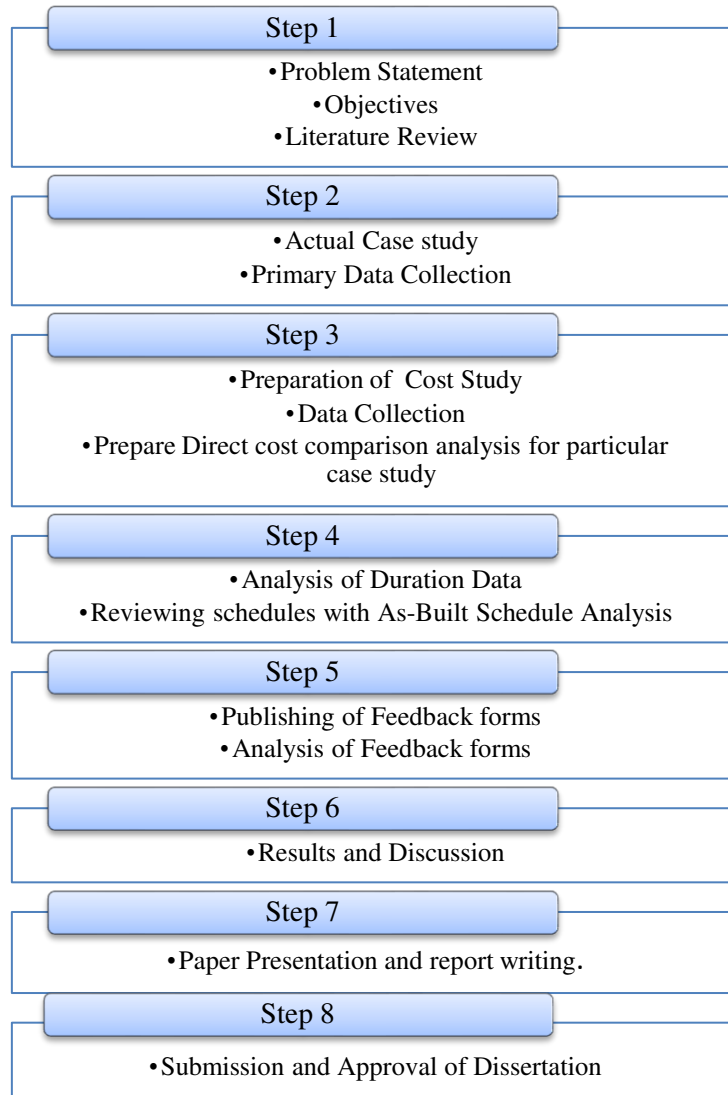 Step 1
•Problem Statement
•Objectives
•Literature Review
Step 2
•Actual Case study
•Primary Data Collection
Step 3
•Preparation of Cost Study
•Data Collection
•Prepare Direct cost comparison analysis for particular
case study
Step 4
•Analysis of Duration Data
•Reviewing schedules with As-Built Schedule Analysis
Step 5
•Publishing of Feedback forms
•Analysis of Feedback forms
Step 6
•Results and Discussion
Step 7
•Paper Presentation and report writing.
Step 8
•Submission and Approval of Dissertation